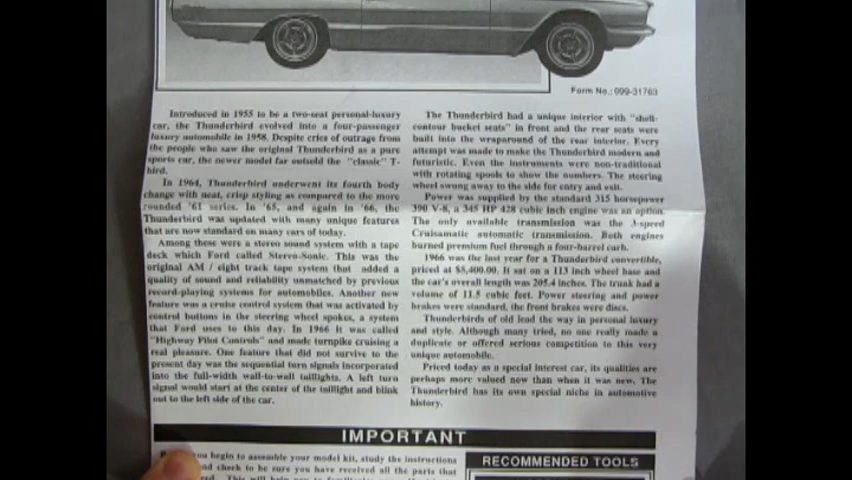 Form No.: 099-31763
Introduced in 1955 to be a two-seat personal-luxury
car, the Thunderbird evolved into a four-passenger
luxury automobile in 1958. Despite cries of outrage from
the people who saw the original Thunderbird as a pure
sports car, the newer model far outsold the "classic" T-
bird.
In 1964, Thunderbird underwent its fourth body
change with neat, crisp styling as compared to the more
rounded '61 series. In '65, and again in '66, the
Thunderbird was updated with many unique features
that are now standard on many cars of today.
Among these were a stereo sound system with a tape
deck which Ford called Stereo-Sonic. This was the
original AM / eight track tape system that added a
quality of sound and reliability unmatched by previous
record-playing systems for automobiles. Another new
feature was a cruise control system that was activated by
control buttons in the steering wheel spokes, a system
that Ford uses to this day. In 1966 it was called
"Highway Pilot Controls" and made turnpike cruising a
real pleasure. One feature that did not survive to the
present day was the sequential turn signals incorporated
into the full-width wall-to-wall taillights. A left turn
signal would start at the center of the taillight and blink
out to the left side of the car.
The Thunderbird had a unique interior with "shell-
contour bucket seats" in front and the rear seats were
built into the wraparound of the rear interior. Every
attempt was made to make the Thunderbird modern and
futuristic. Even the instruments were non-traditional
with rotating spools to show the numbers. The steering
wheel swung away to the side for entry and exit.
Power was supplied by the standard 315 horsepower
390 V-8, a 345 HP 428 cubic inch engine was an option.
The only available transmission was the 3-speed
Cruisamatic automatic transmission. Both engines
burned premium fuel through a four-barrel carb.
1966 was the last year for a Thunderbird convertible,
priced at $5,400.00. It sat on a 113 inch wheel base and
the car's overall length was 205.4 inches. The trunk had a
volume of 11.5 cubic feet. Power steering and power
brakes were standard, the front brakes were discs.
Thunderbirds of old lead the way in personal luxury
and style. Although many tried, no one really made a
duplicate or offered serious competition to this very
unique automobile.
Priced today as a special interest car, its qualities are
perhaps more valued now than when it was new. The
Thunderbird has its own special niche in automotive
history.
IMPORTANT
you begin to assemble your model kit, study the instructions
and check to be sure you have received all the parts that
RECOMMENDED TOOLS